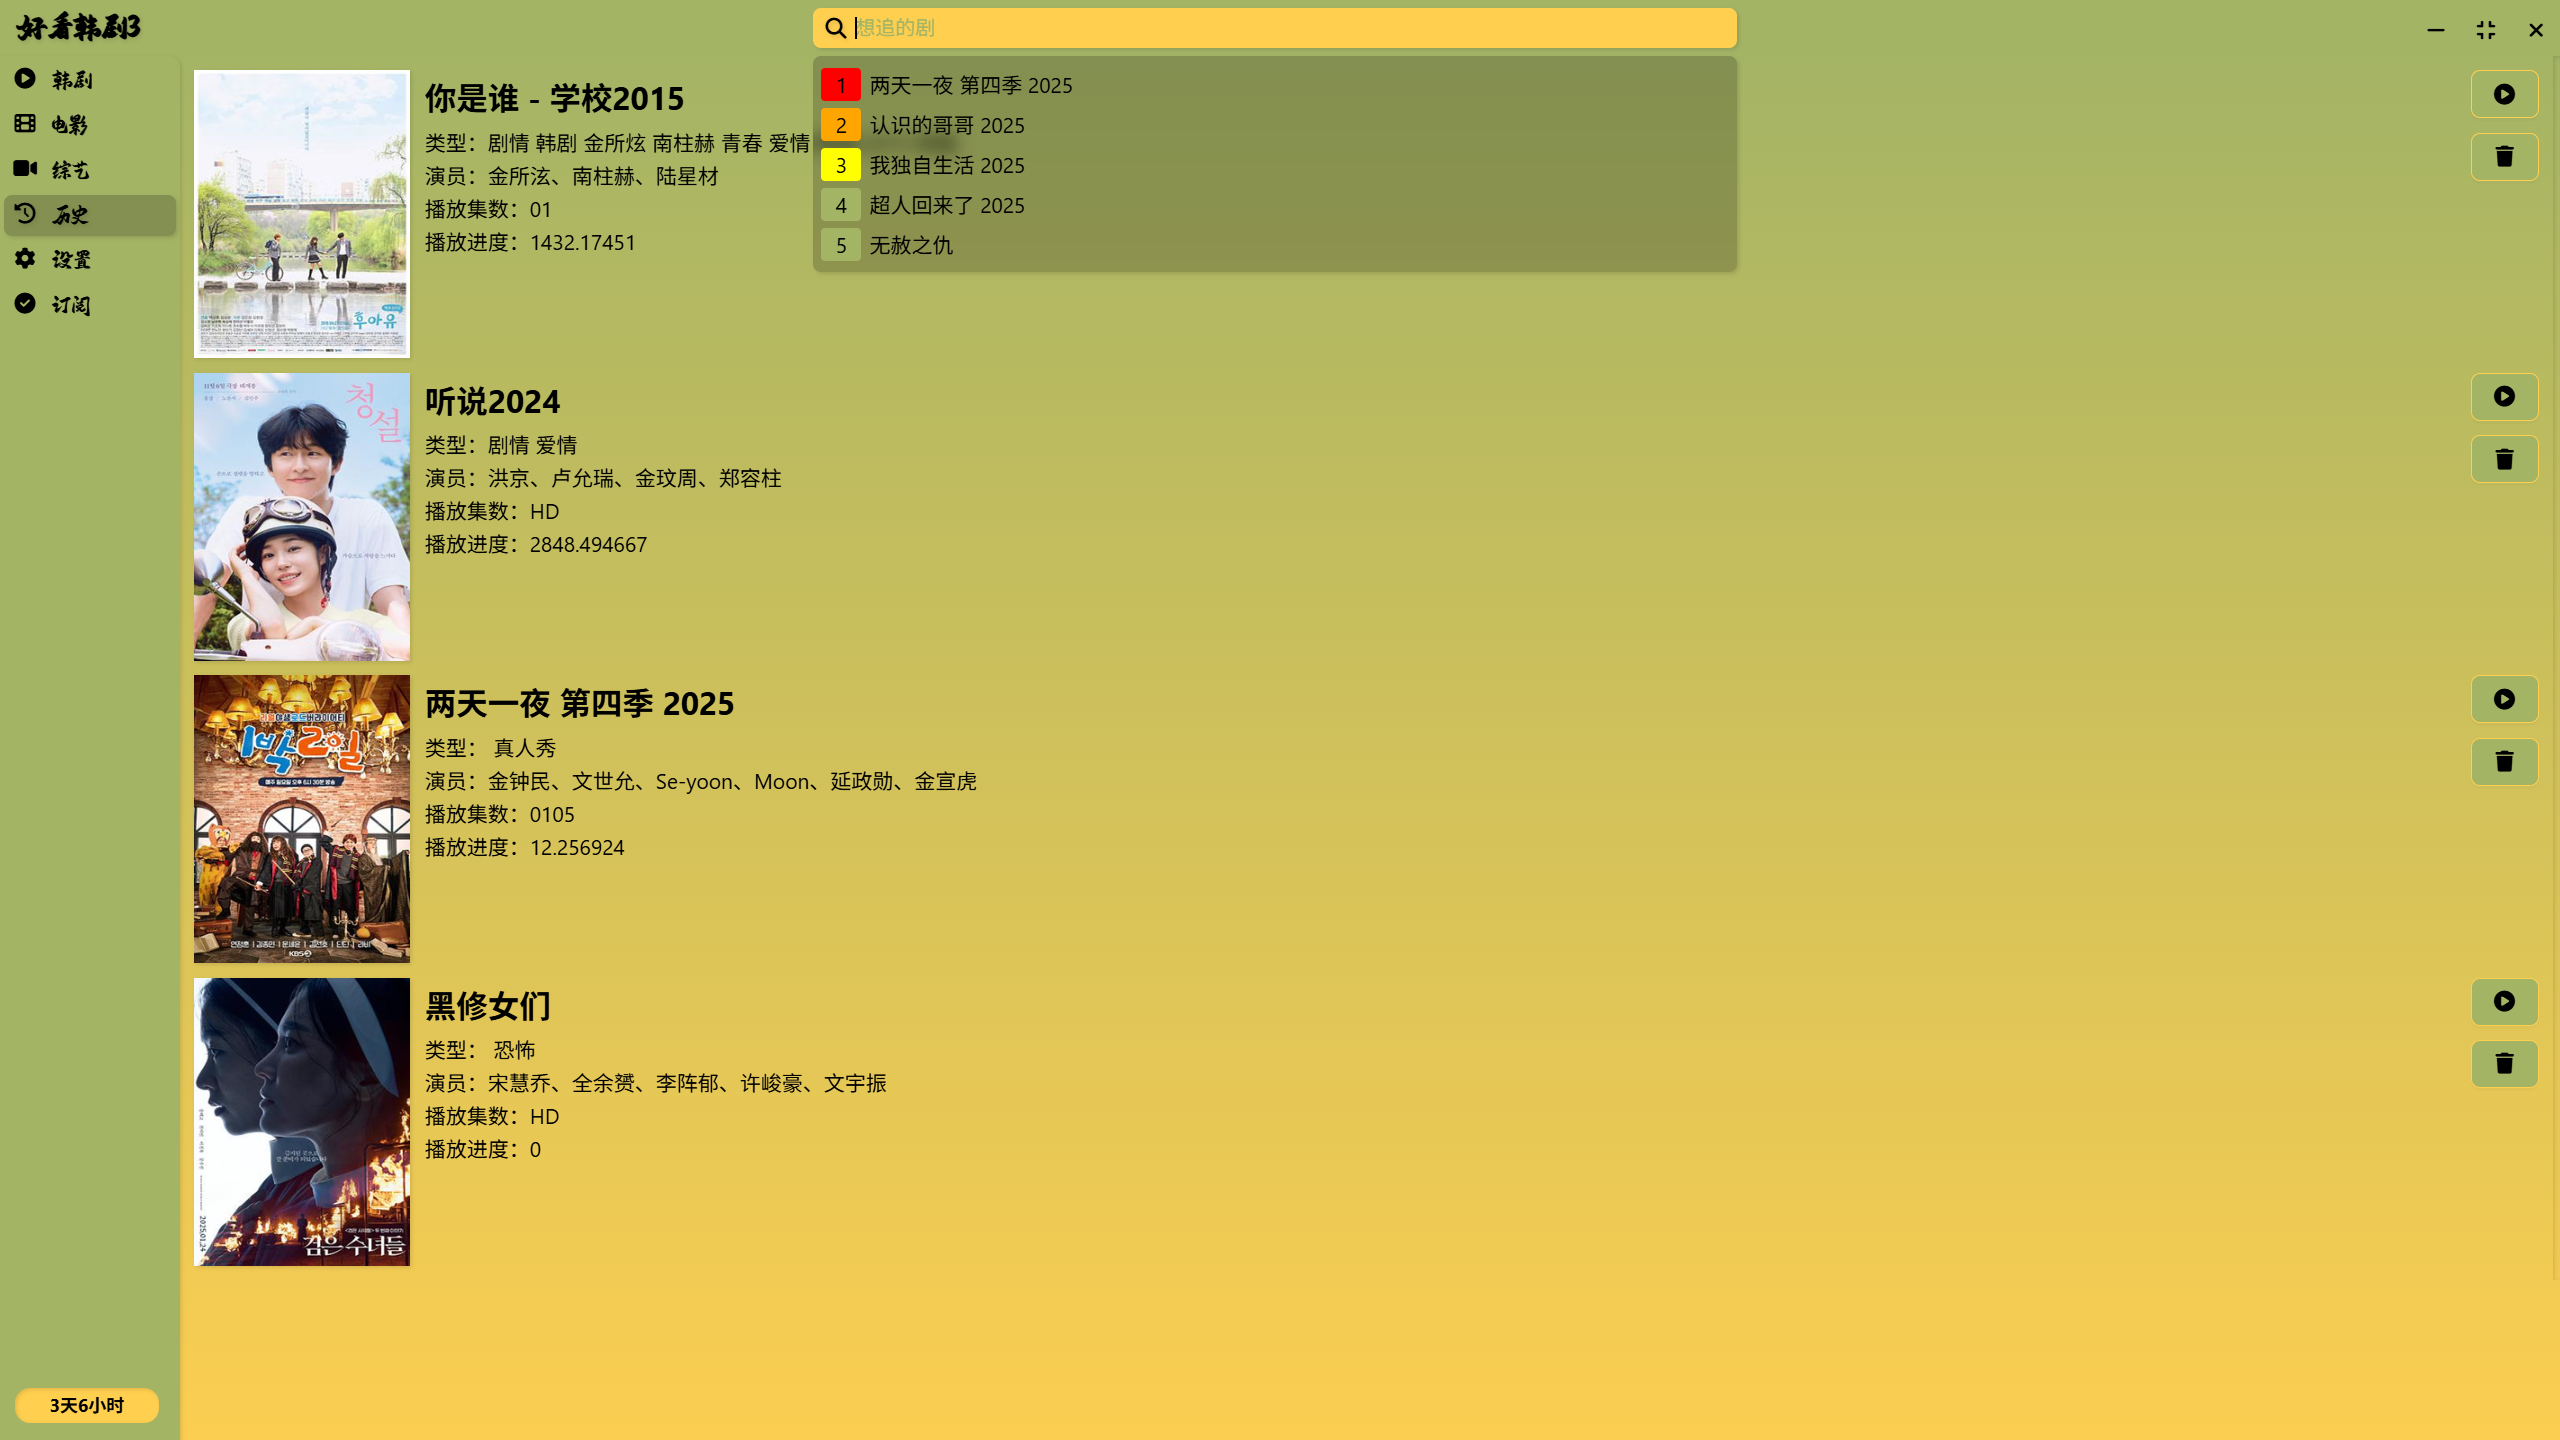 好看韩剧3
想追的剧
韩剧
电影
综艺
历史
设置
订阅
3天6小时
1 两天一夜 第四季 2025
2 认识的哥哥 2025
3 我独自生活 2025
4 超人回来了 2025
5 无赦之仇
후아유
你是谁 - 学校2015
类型：剧情 韩剧 金所炫 南柱赫 青春 爱情
演员：金所泫、南柱赫、陆星材
播放集数：01
播放进度：1432.17451
청설
听说2024
类型：剧情 爱情
演员：洪京、卢允瑞、金玟周、郑容柱
播放集数：HD
播放进度：2848.494667
1박2일
KBS2
两天一夜 第四季 2025
类型： 真人秀
演员：金钟民、文世允、Se-yoon、Moon、延政勋、金宣虎
播放集数：0105
播放进度：12.256924
2025.01.24
검은 수녀들
黑修女们
类型： 恐怖
演员：宋慧乔、全余赟、李阵郁、许峻豪、文宇振
播放集数：HD
播放进度：0